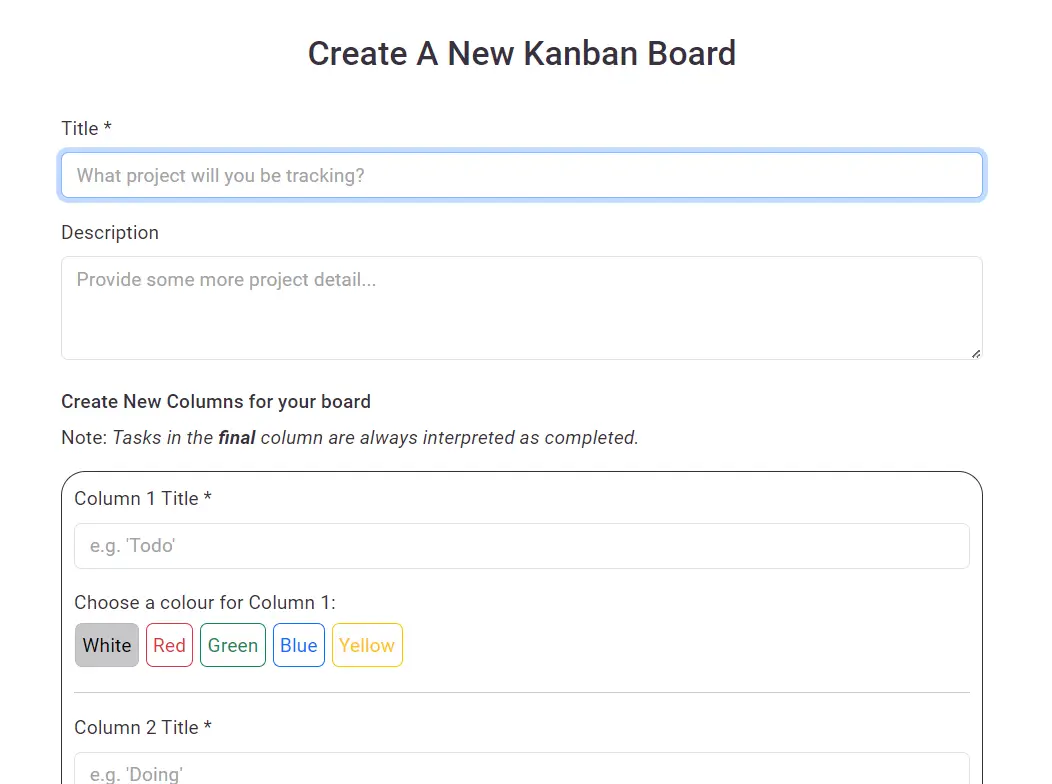 Create A New Kanban Board
Title *
What project will you be tracking?
Description
Provide some more project detail...
Create New Columns for your board
Note: Tasks in the final column are always interpreted as completed.
Column 1 Title *
e.g. 'Todo'
Choose a colour for Column 1:
White Red Green Blue Yellow
Column 2 Title *
e.g. 'Doing'